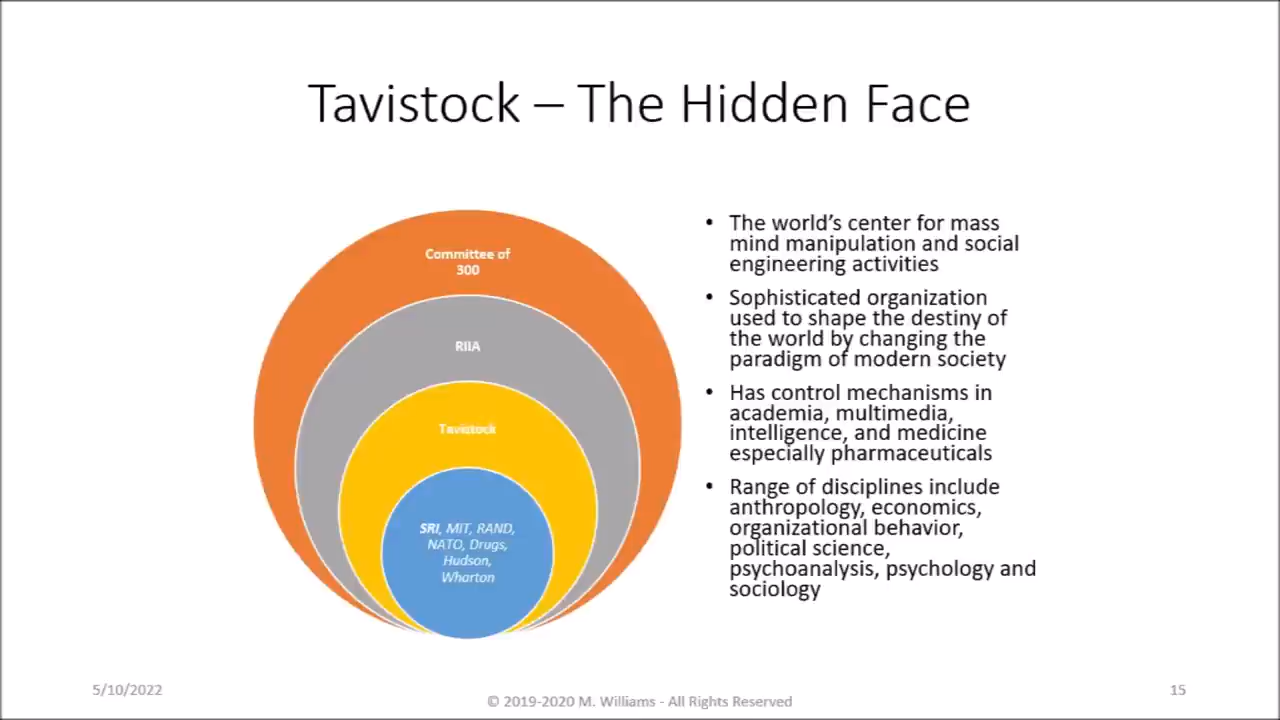 Tavistock – The Hidden Face
Committee of
300
RIIA
Tavistock
SRI, MIT, RAND,
NATO, Drugs,
Hudson,
Wharton
• The world’s center for mass
mind manipulation and social
engineering activities
• Sophisticated organization
used to shape the destiny of
the world by changing the
paradigm of modern society
• Has control mechanisms in
academia, multimedia,
intelligence, and medicine
especially pharmaceuticals
• Range of disciplines include
anthropology, economics,
organizational behavior,
political science,
psychoanalysis, psychology and
sociology
5/10/2022
© 2019-2020 M. Williams - All Rights Reserved
15